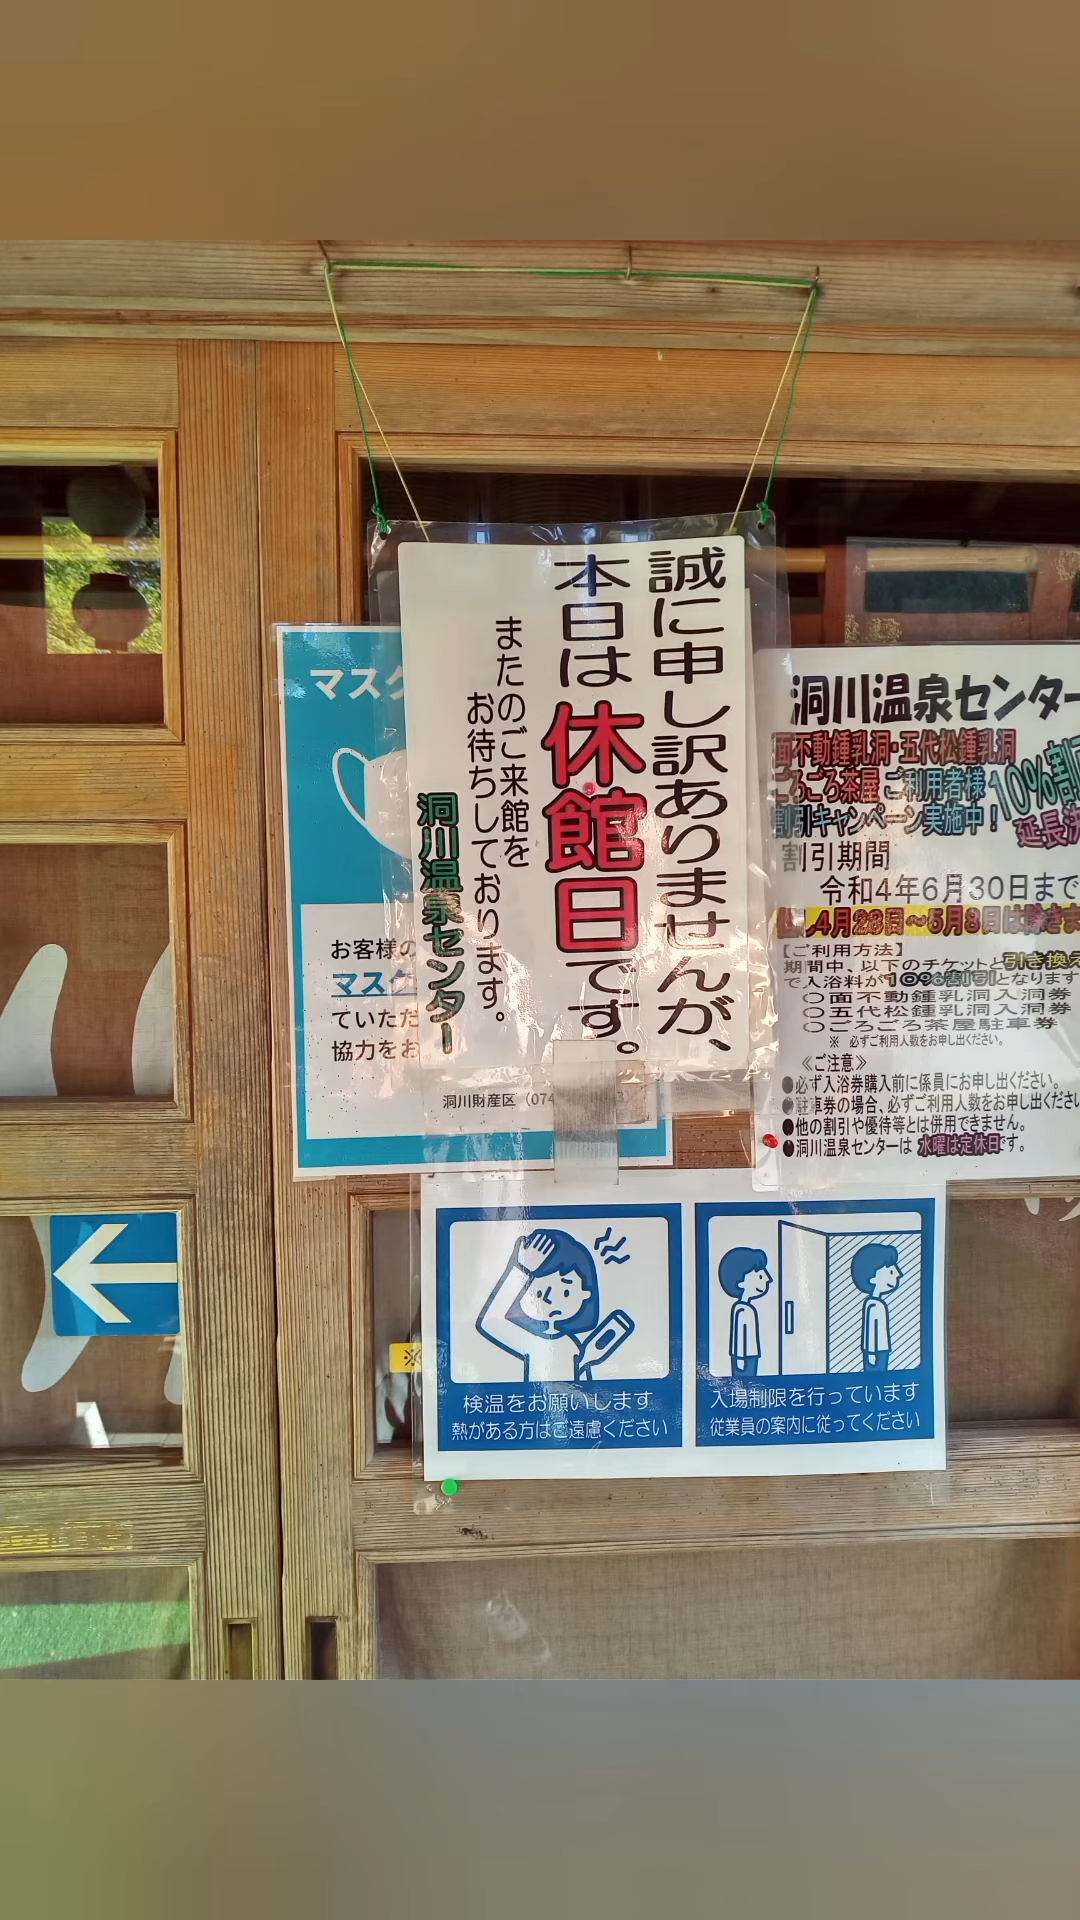 誠に申し訳ありませんが、
本日は休館日です。
またのご来館を
お待ちしております。
洞川温泉センター
マスク
お客様の
マスク
ていただ
協力をお
洞川財産区（074
洞川温泉センター
面不動鍾乳洞・五代松鍾乳洞
ごろごろ茶屋 ご利用者様
10%割
割引キャンペーン実施中！
延長
割引期間
令和4年6月30日まで
4月28日～5月8日は除きま
【ご利用方法】
期間中、以下のチケットと引き換え
で入浴料が10%割引となります
〇面不動鍾乳洞入洞券
〇五代松鍾乳洞入洞券
〇ごろごろ茶屋駐車券
※ 必ずご利用人数をお申し出ください。
《ご注意》
●必ず入浴券購入前に係員にお申し出ください。
●駐車券の場合、必ずご利用人数をお申し出ください
●他の割引や優待等とは併用できません。
●洞川温泉センターは 水曜は定休日です。
※
検温をお願いします
熱がある方はご遠慮ください
入場制限を行っています
従業員の案内に従ってください